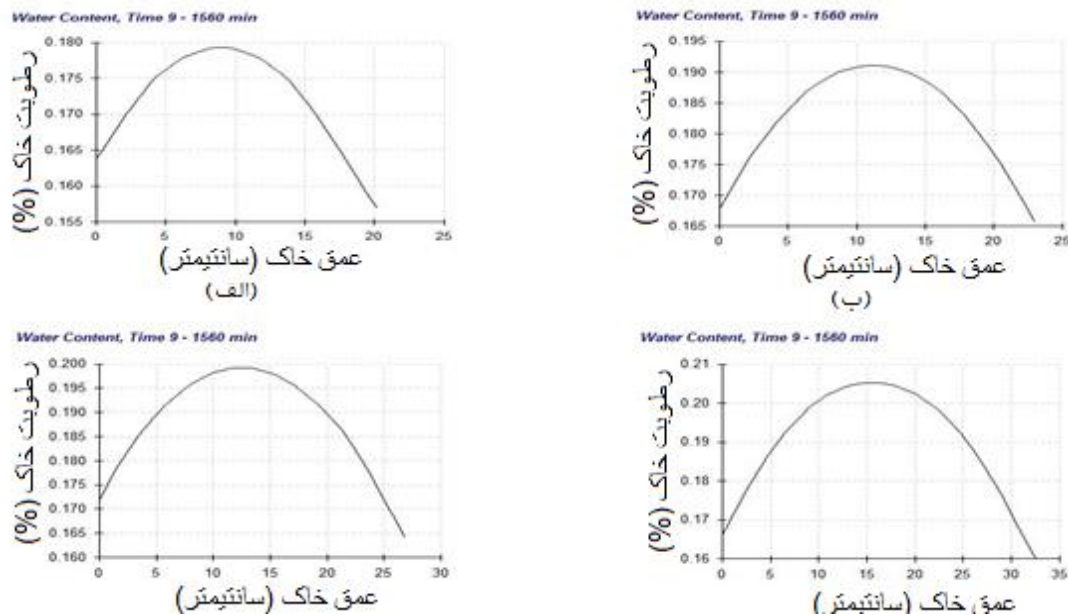 Water Content, Time 9 - 1560 min
رطوبت خاک (%)
0.180
0.175
0.170
0.165
0.160
0.155
0 5 10 15 20 25
عمق خاک (سانتیمتر)
(الف)
Water Content, Time 9 - 1560 min
رطوبت خاک (%)
0.195
0.190
0.185
0.180
0.175
0.170
0.165
0 5 10 15 20 25
عمق خاک (سانتیمتر)
(ب)
Water Content, Time 9 - 1560 min
رطوبت خاک (%)
0.200
0.195
0.190
0.185
0.180
0.175
0.170
0.165
0.160
0 5 10 15 20 25 30
عمق خاک (سانتیمتر)
Water Content, Time 9 - 1560 min
رطوبت خاک (%)
0.21
0.20
0.19
0.18
0.17
0.16
0 5 10 15 20 25 30 35
عمق خاک (سانتیمتر)